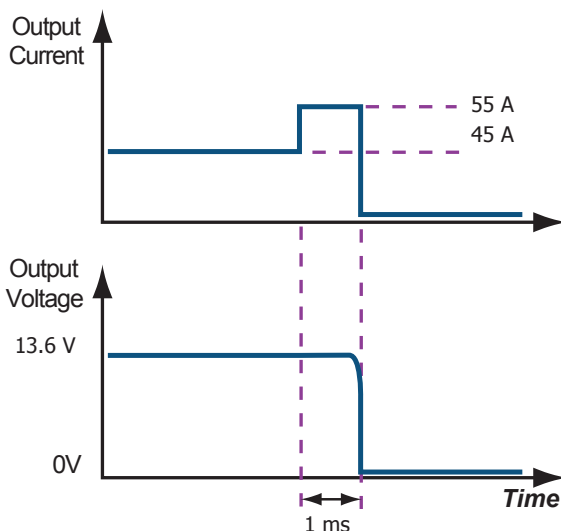 Output
Current
55 A
45 A
Output
Voltage
13.6 V
0V
Time
1 ms